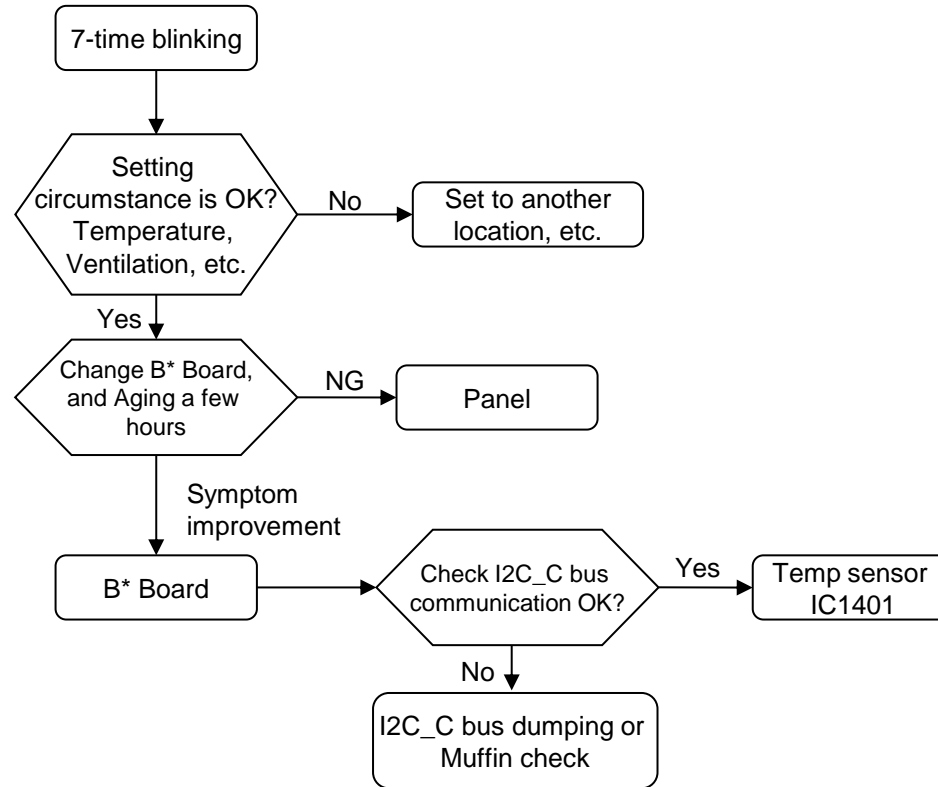 7-time blinking
Setting
circumstance is OK?
Temperature,
Ventilation, etc.
No
Set to another
location, etc.
Yes
Change B* Board,
and Aging a few
hours
NG
Panel
Symptom
improvement
B* Board
Check I2C_C bus
communication OK?
Yes
Temp sensor
IC1401
No
I2C_C bus dumping or
Muffin check